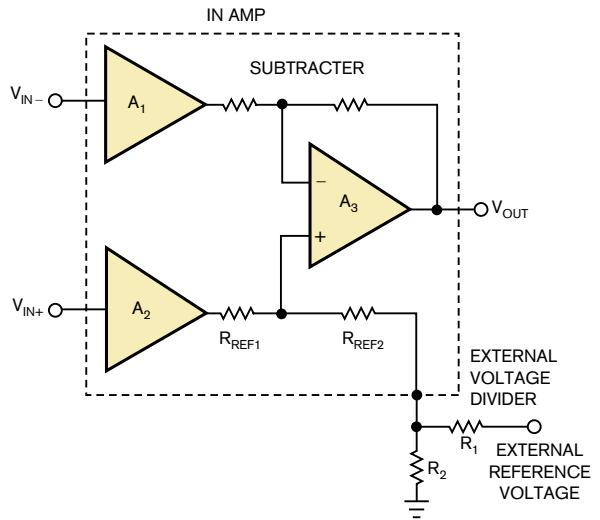 IN AMP
SUBTRACTER
V_IN−
A_1
−
A_3
V_OUT
+
V_IN+
A_2
R_REF1
R_REF2
EXTERNAL
VOLTAGE
DIVIDER
R_1
EXTERNAL
REFERENCE
VOLTAGE
R_2